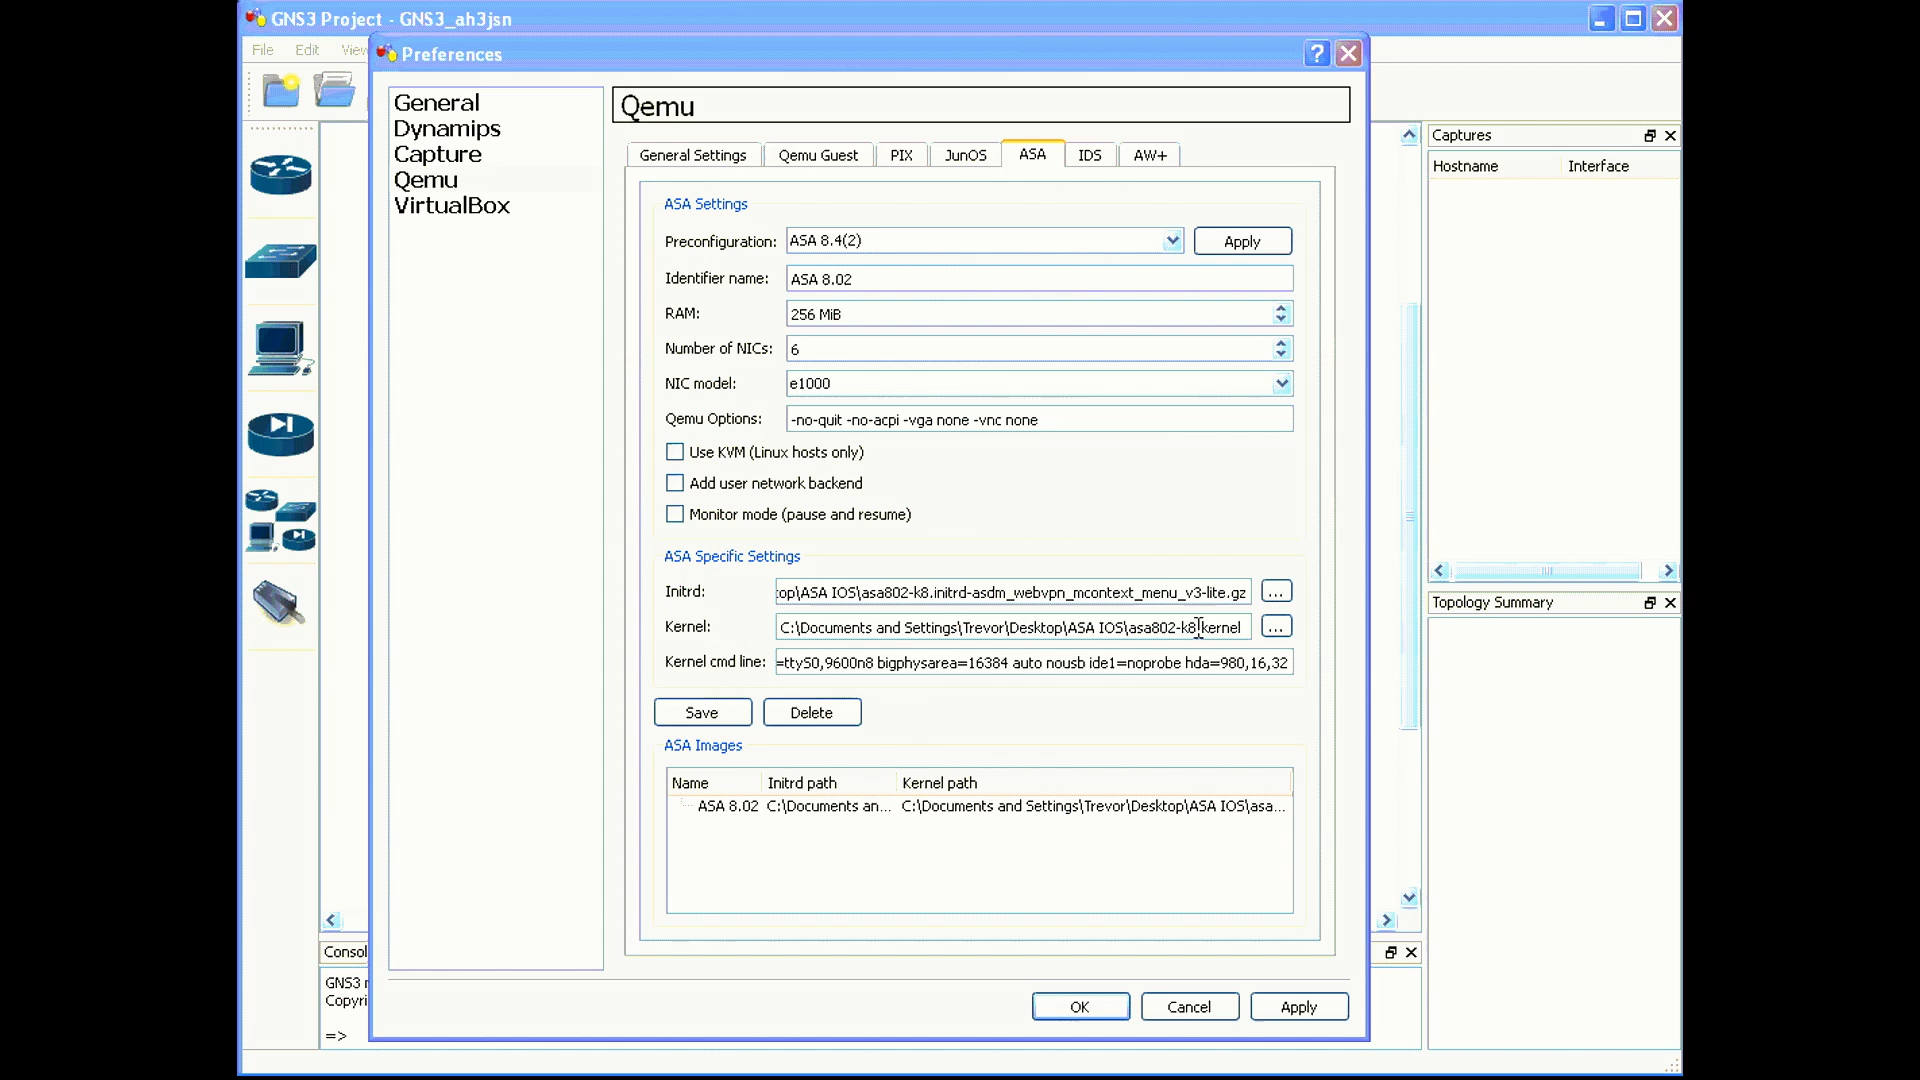 GNS3 Project - GNS3_ah3jsn
File Edit View
Preferences
General
Dynamips
Capture
Qemu
VirtualBox
Qemu
General Settings Qemu Guest PIX JunOS ASA IDS AW+
ASA Settings
Preconfiguration: ASA 8.4(2) Apply
Identifier name: ASA 8.02
RAM: 256 MiB
Number of NICs: 6
NIC model: e1000
Qemu Options: -no-quit -no-acpi -vga none -vnc none
Use KVM (Linux hosts only)
Add user network backend
Monitor mode (pause and resume)
ASA Specific Settings
Initrd: top\ASA IOS\asa802-k8.initrd-asdm_webvpn_mcontext_menu_v3-lite.gz ...
Kernel: C:\Documents and Settings\Trevor\Desktop\ASA IOS\asa802-k8.kernel ...
Kernel cmd line: =ttyS0,9600n8 bigphysarea=16384 auto nousb ide1=noprobe hda=980,16,32
Save Delete
ASA Images
Name Initrd path Kernel path
ASA 8.02 C:\Documents an... C:\Documents and Settings\Trevor\Desktop\ASA IOS\asa...
OK Cancel Apply
Captures
Hostname Interface
Topology Summary
Consol
GNS3
Copyri
=>